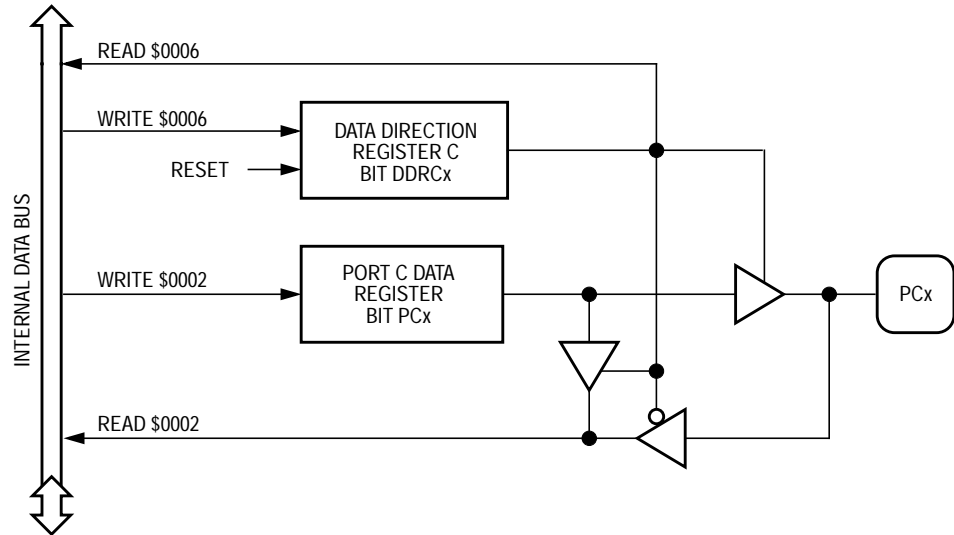 READ $0006
WRITE $0006
DATA DIRECTION
REGISTER C
BIT DDRCx
RESET
INTERNAL DATA BUS
WRITE $0002
PORT C DATA
REGISTER
BIT PCx
PCx
READ $0002